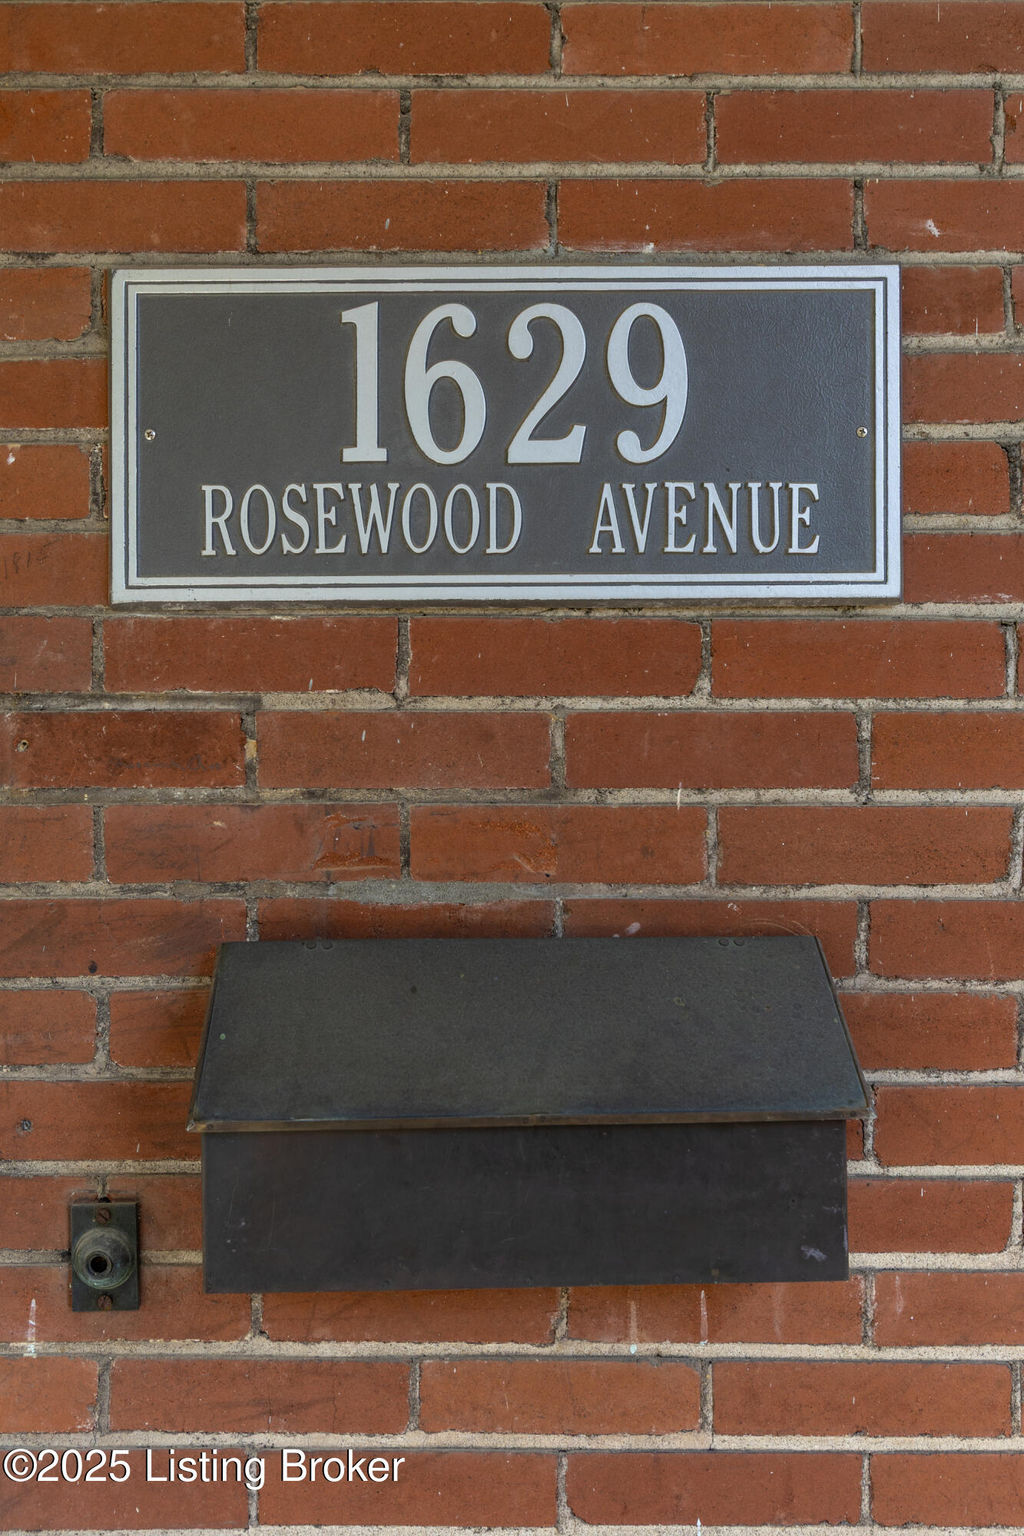 1629
ROSEWOOD AVENUE
©2025 Listing Broker